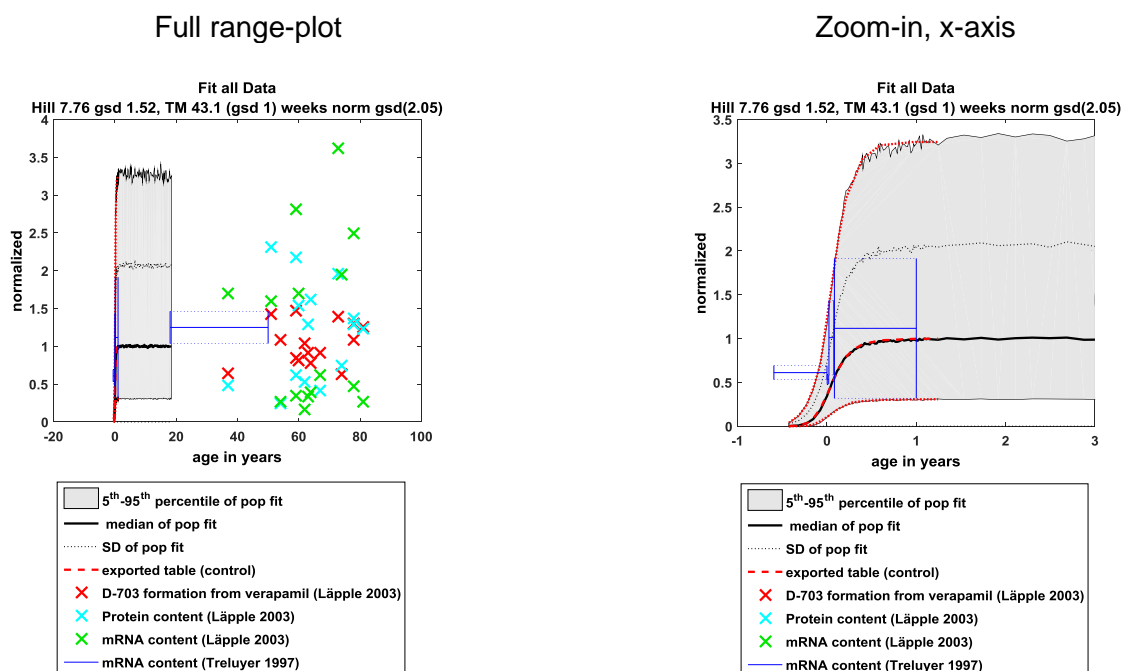 Full range-plot
Fit all Data
Hill 7.76 gsd 1.52, TM 43.1 (gsd 1) weeks norm gsd(2.05)
4
3.5
3
2.5
2
1.5
1
0.5
0
normalized
-20 0 20 40 60 80 100
age in years
5th-95th percentile of pop fit
median of pop fit
SD of pop fit
exported table (control)
D-703 formation from verapamil (Läpple 2003)
Protein content (Läpple 2003)
mRNA content (Läpple 2003)
mRNA content (Treluyer 1997)
Zoom-in, x-axis
Fit all Data
Hill 7.76 gsd 1.52, TM 43.1 (gsd 1) weeks norm gsd(2.05)
3.5
3
2.5
2
1.5
1
0.5
0
normalized
-1 0 1 2 3
age in years
5th-95th percentile of pop fit
median of pop fit
SD of pop fit
exported table (control)
D-703 formation from verapamil (Läpple 2003)
Protein content (Läpple 2003)
mRNA content (Läpple 2003)
mRNA content (Treluyer 1997)